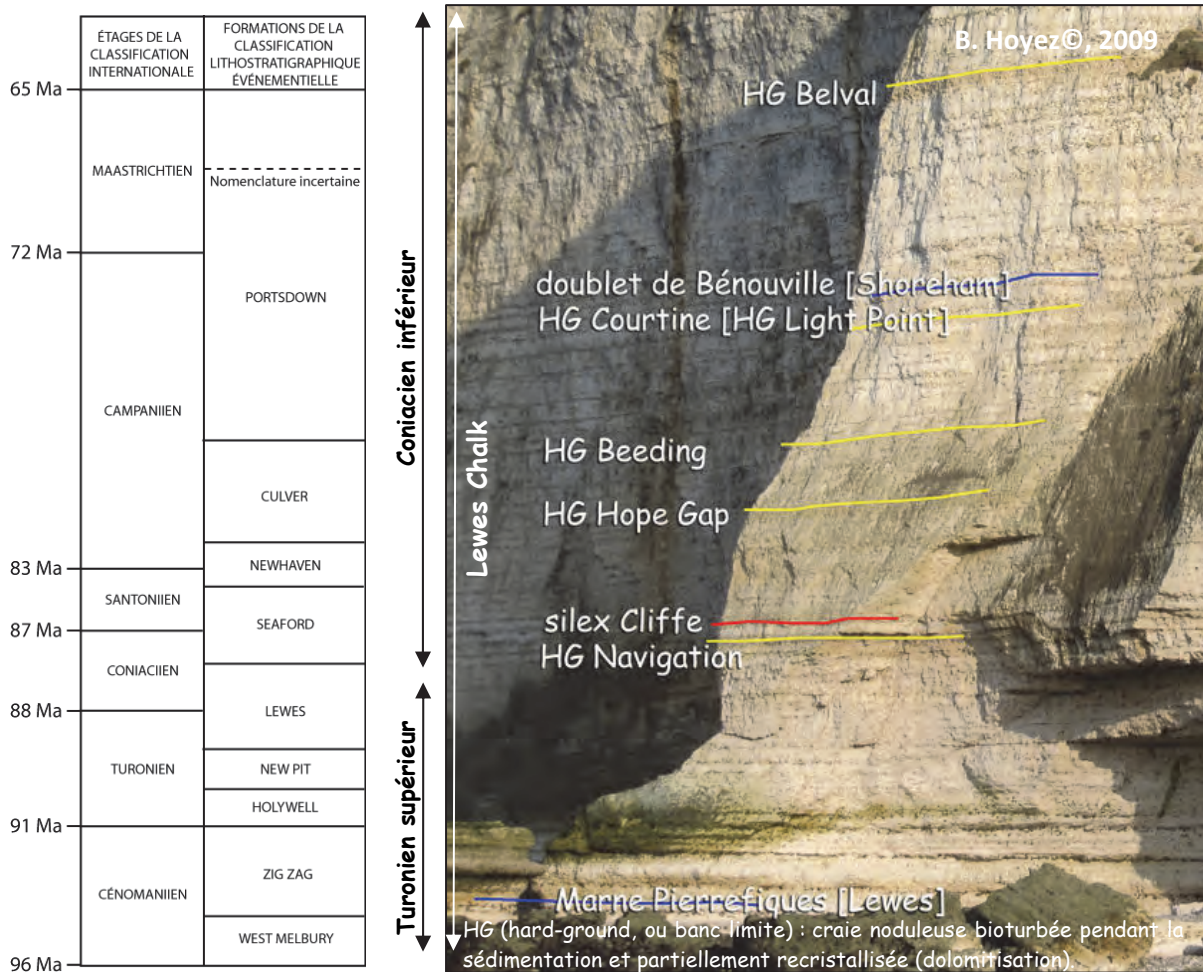 ÉTAGES DE LA
CLASSIFICATION
INTERNATIONALE
FORMATIONS DE LA
CLASSIFICATION
LITHOSTRATIGRAPHIQUE
ÉVÉNEMENTIELLE
65 Ma
MAASTRICHTIEN
Nomenclature incertaine
72 Ma
PORTSDOWN
CAMPANIIEN
CULVER
NEWHAVEN
83 Ma
SANTONIIEN
SEAFORD
87 Ma
CONIACIIEN
LEWES
88 Ma
TURONIEN
NEW PIT
HOLYWELL
91 Ma
ZIG ZAG
CÉNOMANIIEN
WEST MELBURY
96 Ma
Coniacien inférieur
Turonien supérieur
Lewes Chalk
B. Hoyez©, 2009
HG Belval
doublet de Bénouville [Shoreham]
HG Courtine [HG Light Point]
HG Beeding
HG Hope Gap
silex Cliffe
HG Navigation
Marne Pierrefiques [Lewes]
HG (hard-ground, ou banc limite) : craie noduleuse bioturbée pendant la
sédimentation et partiellement recristallisée (dolomitisation).